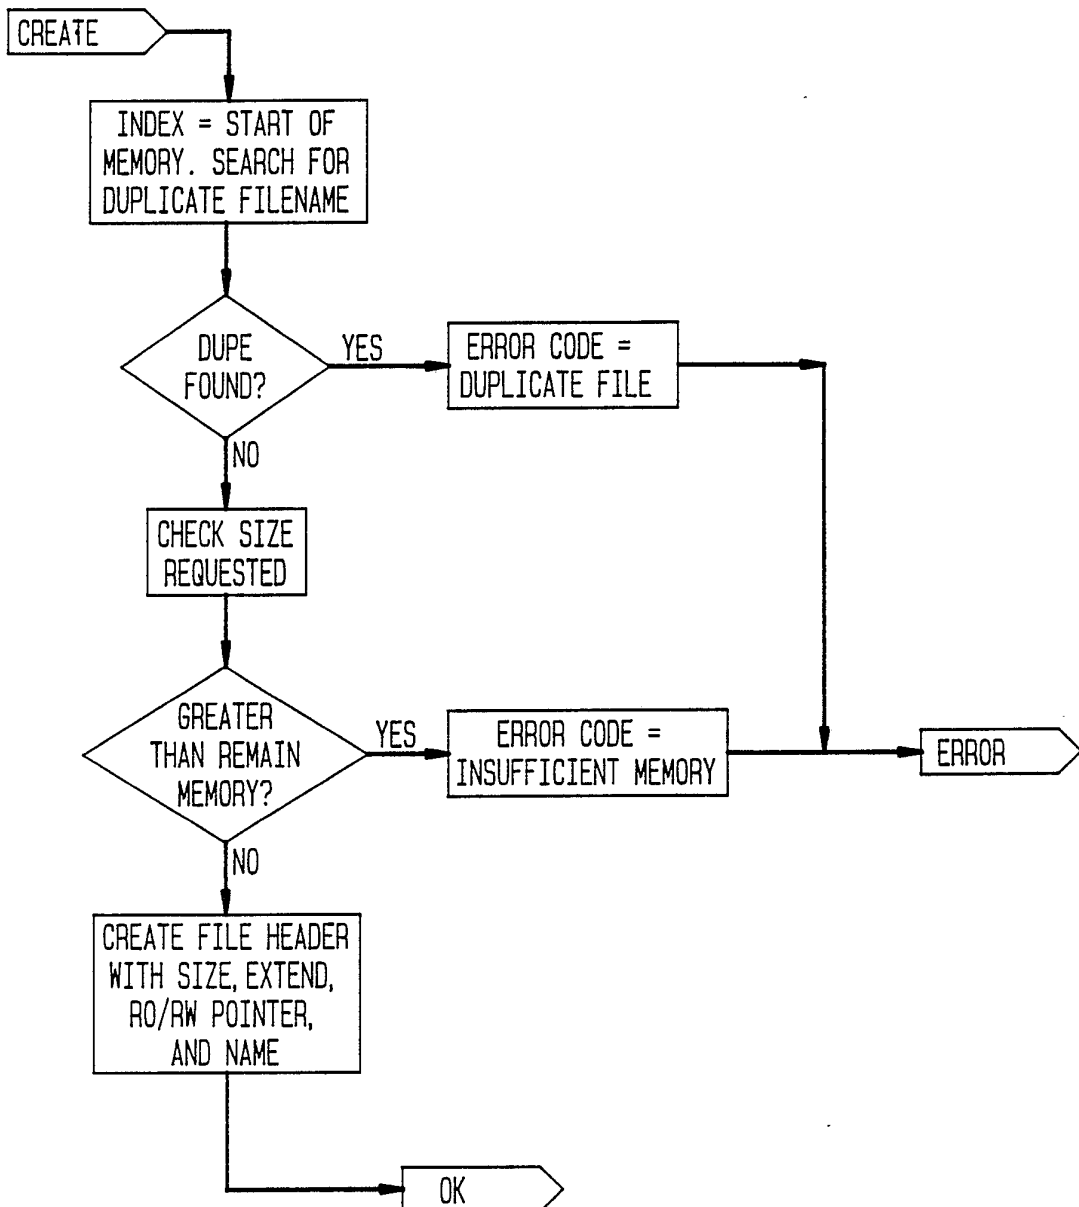 CREATE
INDEX = START OF
MEMORY. SEARCH FOR
DUPLICATE FILENAME
DUPE
FOUND?
YES
ERROR CODE =
DUPLICATE FILE
NO
CHECK SIZE
REQUESTED
GREATER
THAN REMAIN
MEMORY?
YES
ERROR CODE =
INSUFFICIENT MEMORY
ERROR
NO
CREATE FILE HEADER
WITH SIZE, EXTEND,
RO/RW POINTER,
AND NAME
OK